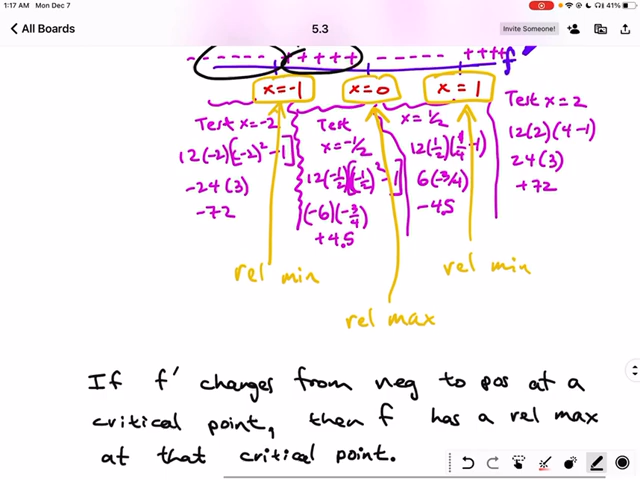 1:17 AM Mon Dec 7
41%
All Boards
5.3
Invite Someone!
- - - - - - + + + + + - - - - - + + + + f'
x=-1 x=0 x=1
Test x=-2
12(-2)[(-2)²-1]
-24(3)
-72
Test
x=-1/2
12(-1/2)[(-1/2)²-1]
(-6)(-3/4)
+4.5
x=1/2
12(1/2)(1/4-1)
6(-3/4)
-4.5
Test x=2
12(2)(4-1)
24(3)
+72
rel min
rel max
rel min
If f' changes from neg to pos at a
critical point, then f has a rel max
at that critical point.